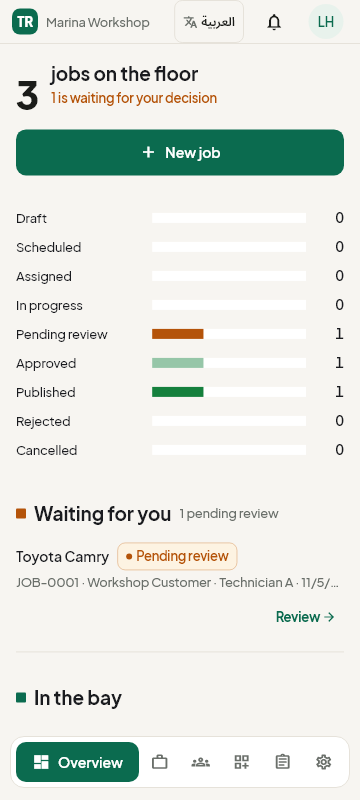 TR Marina Workshop العربية LH
3 jobs on the floor
1 is waiting for your decision
+ New job
Draft 0
Scheduled 0
Assigned 0
In progress 0
Pending review 1
Approved 1
Published 1
Rejected 0
Cancelled 0
Waiting for you 1 pending review
Toyota Camry Pending review
JOB-0001 · Workshop Customer · Technician A · 11/5/…
Review →
In the bay
Overview